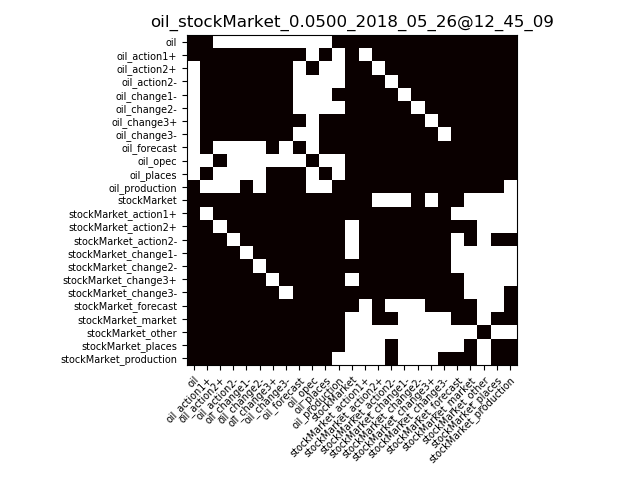 oil_stockMarket_0.0500_2018_05_26@12_45_09
oil
oil_action1+
oil_action2+
oil_action2-
oil_change1-
oil_change2-
oil_change3+
oil_change3-
oil_forecast
oil_opec
oil_places
oil_production
stockMarket
stockMarket_action1+
stockMarket_action2+
stockMarket_action2-
stockMarket_change1-
stockMarket_change2-
stockMarket_change3+
stockMarket_change3-
stockMarket_forecast
stockMarket_market
stockMarket_other
stockMarket_places
stockMarket_production
oil
oil_action1+
oil_action2+
oil_action2-
oil_change1-
oil_change2-
oil_change3+
oil_change3-
oil_forecast
oil_opec
oil_places
oil_production
stockMarket
stockMarket_action1+
stockMarket_action2+
stockMarket_action2-
stockMarket_change1-
stockMarket_change2-
stockMarket_change3+
stockMarket_change3-
stockMarket_forecast
stockMarket_market
stockMarket_other
stockMarket_places
stockMarket_production